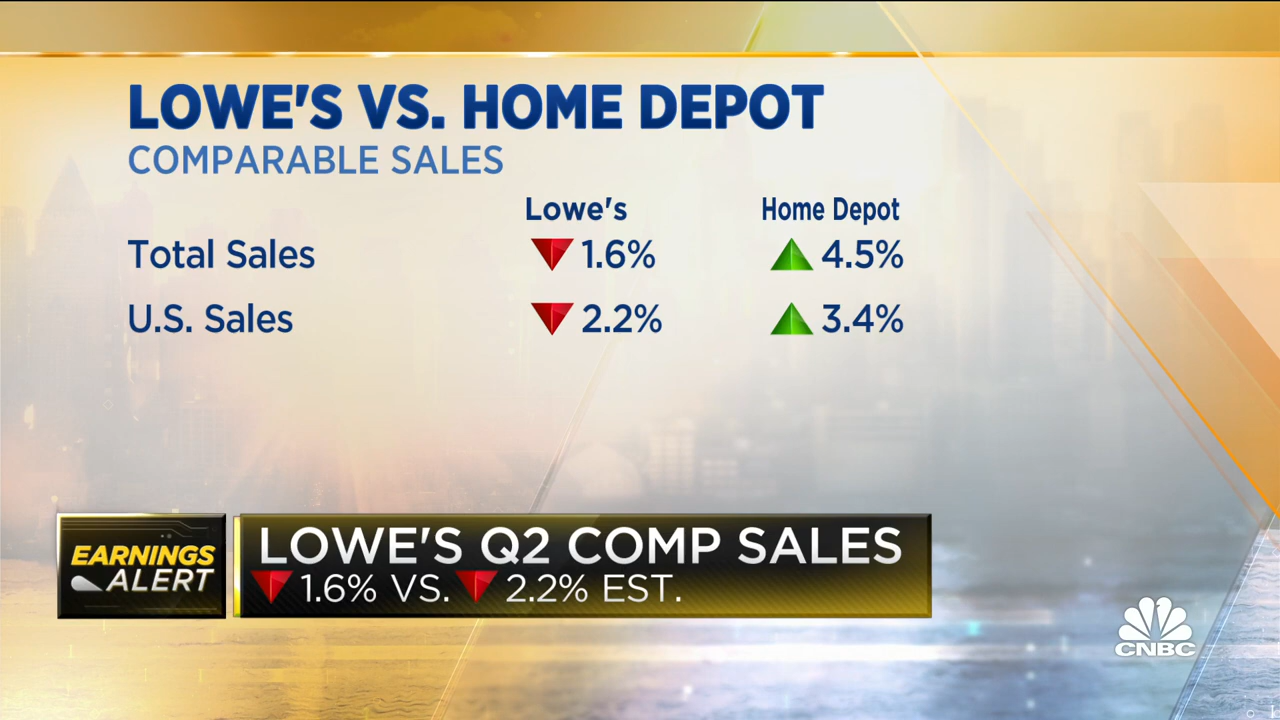 LOWE'S VS. HOME DEPOT
COMPARABLE SALES
Lowe's Home Depot
Total Sales 1.6% 4.5%
U.S. Sales 2.2% 3.4%
EARNINGS
ALERT
LOWE'S Q2 COMP SALES
1.6% VS. 2.2% EST.
CNBC